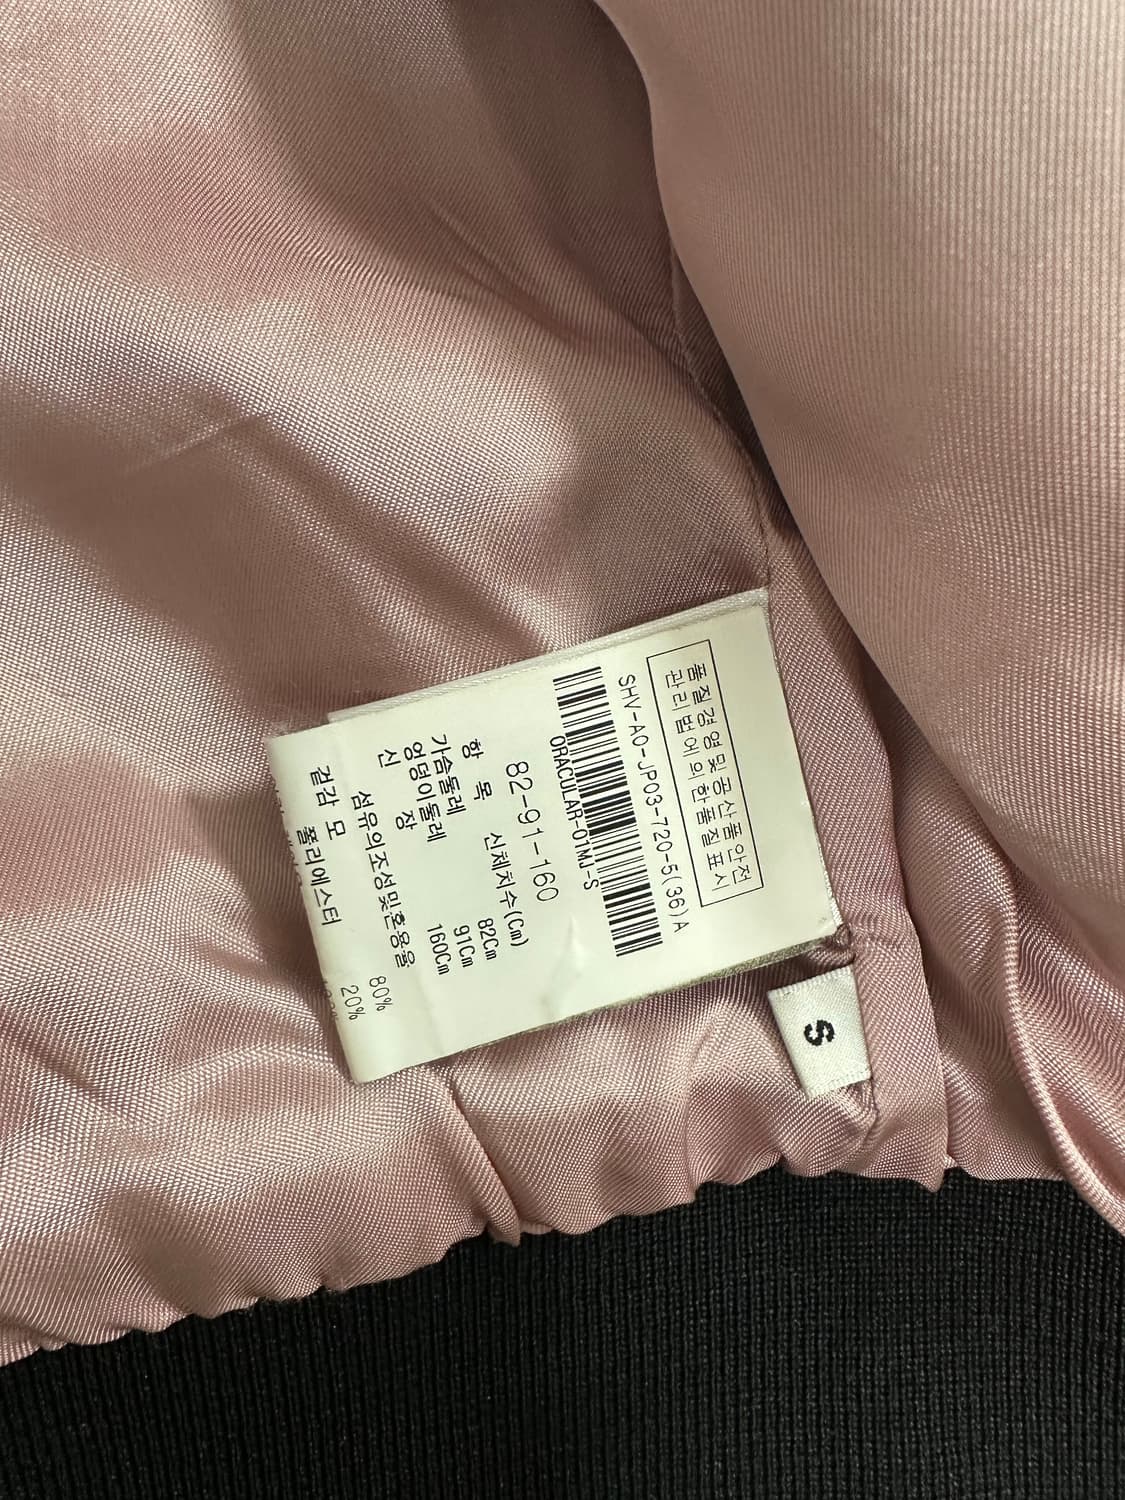 품질경영및공산품안전
관리법에의한품질표시
SHV-A0-JP03-720-5(36)A
ORACULAR-01MJ-S
82-91-160
항 목 신체치수(Cm)
가슴둘레 82Cm
엉덩이둘레 91Cm
신 장 160Cm
섬유의조성및혼용율
겉감 모 80%
폴리에스터 20%
S